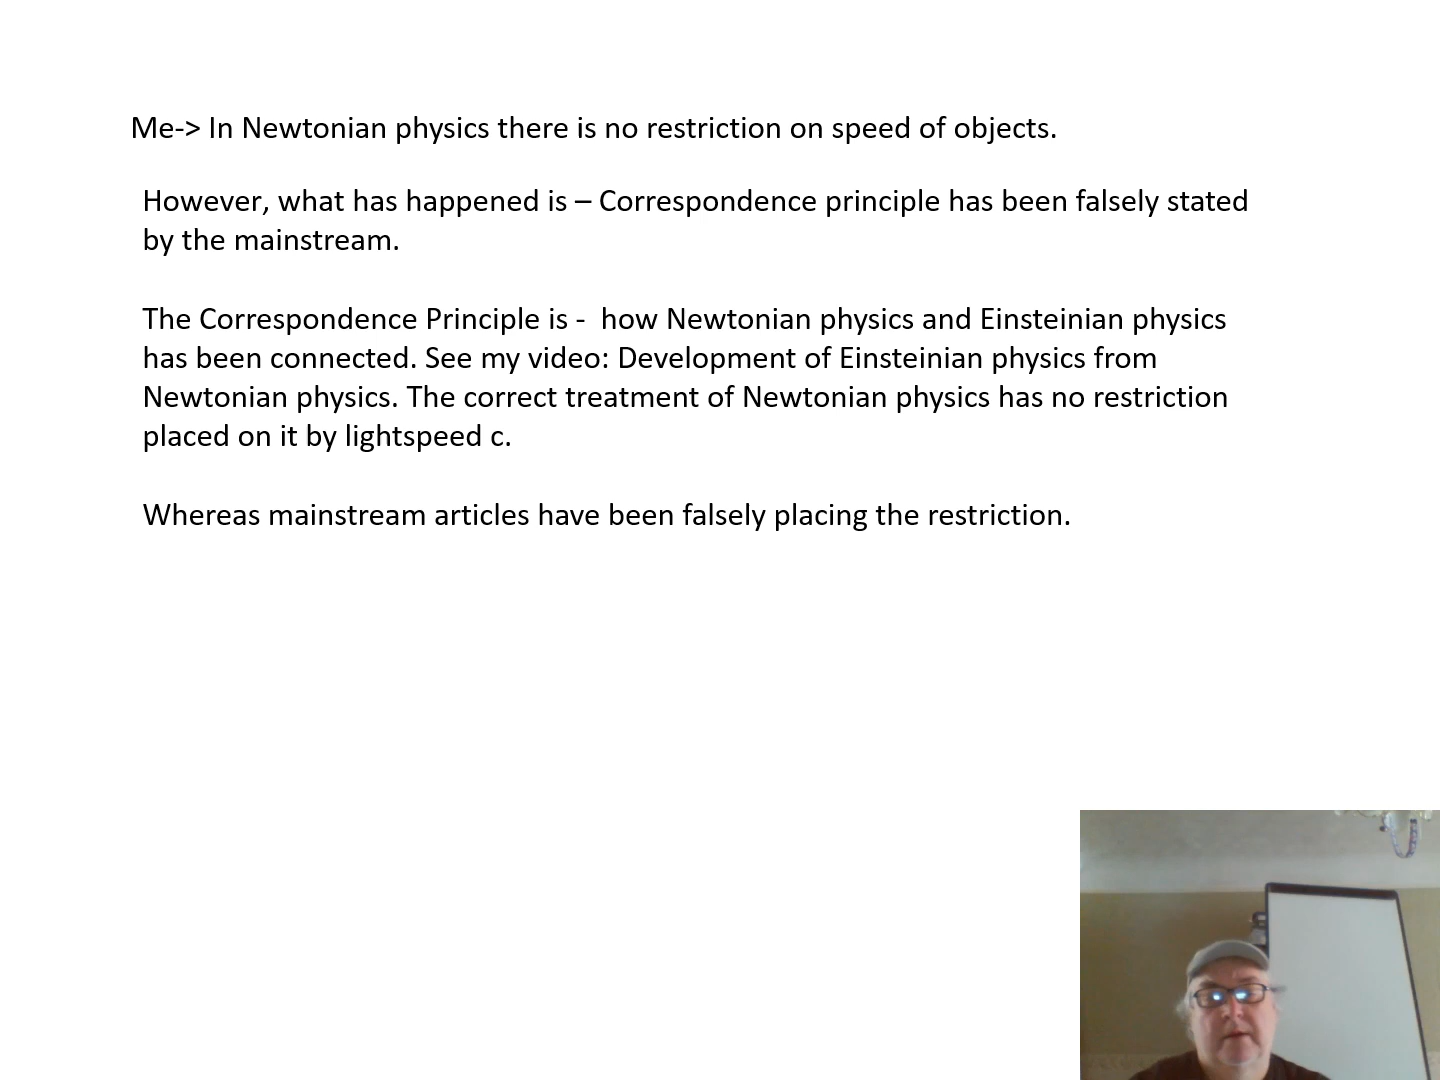 Me-> In Newtonian physics there is no restriction on speed of objects.
However, what has happened is – Correspondence principle has been falsely stated
by the mainstream.
The Correspondence Principle is -  how Newtonian physics and Einsteinian physics
has been connected. See my video: Development of Einsteinian physics from
Newtonian physics. The correct treatment of Newtonian physics has no restriction
placed on it by lightspeed c.
Whereas mainstream articles have been falsely placing the restriction.